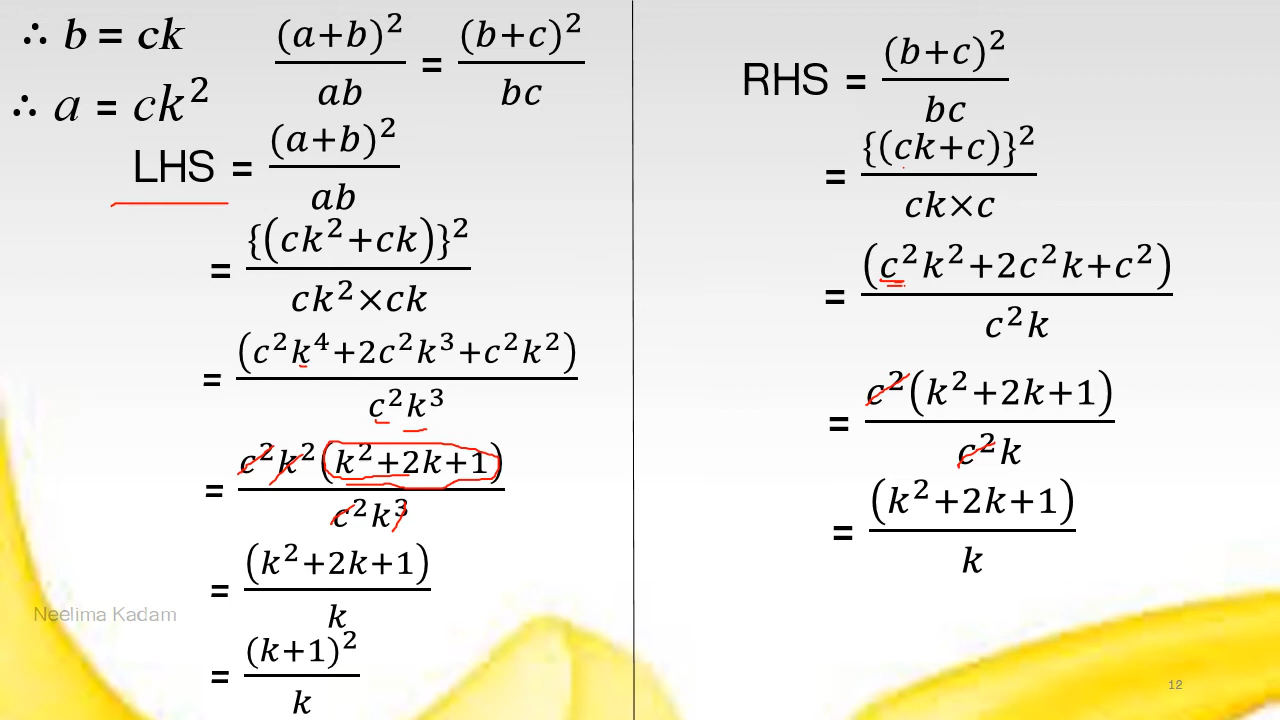 ∴ b = ck
(a+b)²/ab = (b+c)²/bc
∴ a = ck²
LHS = (a+b)²/ab
= {(ck²+ck)}²/ck²×ck
= (c²k⁴+2c²k³+c²k²)/c²k³
= c²k²(k²+2k+1)/c²k³
= (k²+2k+1)/k
= (k+1)²/k
RHS = (b+c)²/bc
= {(ck+c)}²/ck×c
= (c²k²+2c²k+c²)/c²k
= c²(k²+2k+1)/c²k
= (k²+2k+1)/k
Neelima Kadam
12